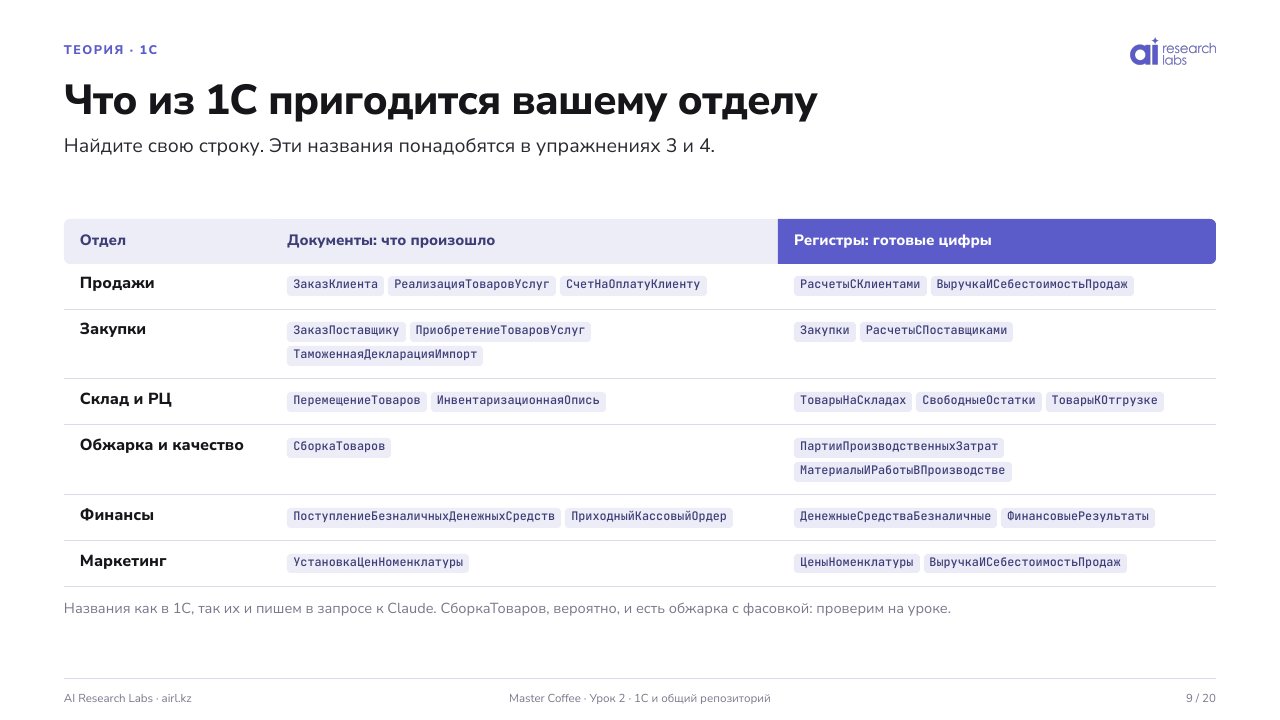 ТЕОРИЯ · 1С
ai research labs
Что из 1С пригодится вашему отделу
Найдите свою строку. Эти названия понадобятся в упражнениях 3 и 4.
Отдел Документы: что произошло Регистры: готовые цифры
Продажи ЗаказКлиента РеализацияТоваровУслуг СчетНаОплатуКлиенту РасчетыСКлиентами ВыручкаИСебестоимостьПродаж
Закупки ЗаказПоставщику ПриобретениеТоваровУслуг Закупки РасчетыСПоставщиками
ТаможеннаяДекларацияИмпорт
Склад и РЦ ПеремещениеТоваров ИнвентаризационнаяОпись ТоварыНаСкладах СвободныеОстатки ТоварыКОтгрузке
Обжарка и качество СборкаТоваров ПартииПроизводственныхЗатрат
МатериалыИРаботыВПроизводстве
Финансы ПоступлениеБезналичныхДенежныхСредств ПриходныйКассовыйОрдер ДенежныеСредстваБезналичные ФинансовыеРезультаты
Маркетинг УстановкаЦенНоменклатуры ЦеныНоменклатуры ВыручкаИСебестоимостьПродаж
Названия как в 1С, так их и пишем в запросе к Claude. СборкаТоваров, вероятно, и есть обжарка с фасовкой: проверим на уроке.
AI Research Labs · airl.kz Master Coffee · Урок 2 · 1С и общий репозиторий 9 / 20